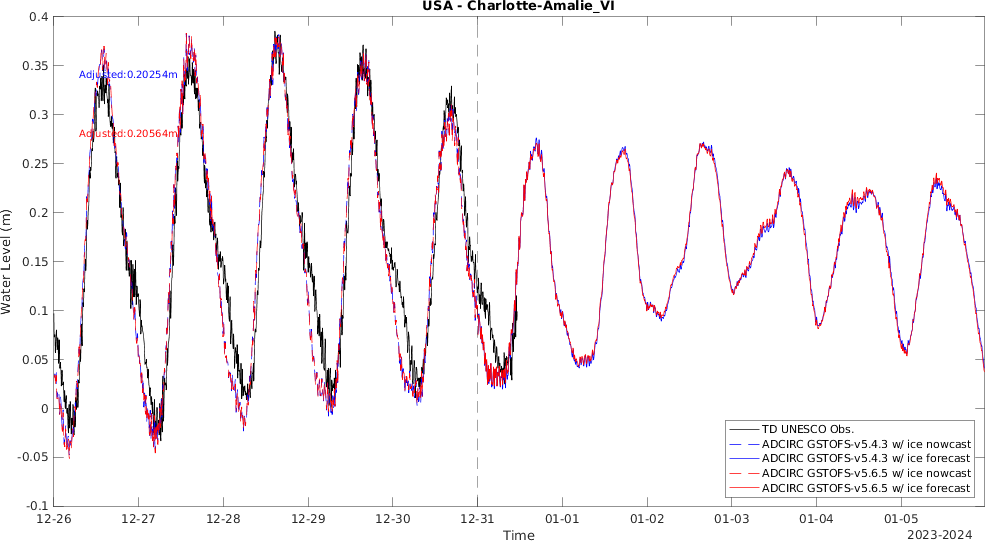 USA - Charlotte-Amalie_VI
0.4
0.35
0.3
0.25
0.2
0.15
0.1
0.05
0
-0.05
-0.1
Water Level (m)
Adjusted:0.20254m
Adjusted:0.20564m
TD UNESCO Obs.
ADCIRC GSTOFS-v5.4.3 w/ ice nowcast
ADCIRC GSTOFS-v5.4.3 w/ ice forecast
ADCIRC GSTOFS-v5.6.5 w/ ice nowcast
ADCIRC GSTOFS-v5.6.5 w/ ice forecast
12-26 12-27 12-28 12-29 12-30 12-31 01-01 01-02 01-03 01-04 01-05
Time
2023-2024